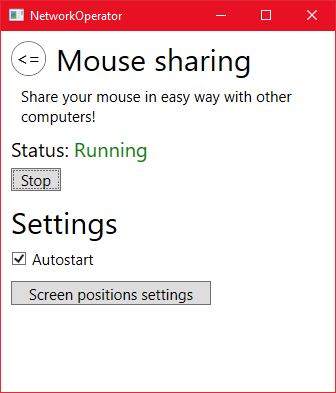 NetworkOperator
<= Mouse sharing
Share your mouse in easy way with other
computers!
Status: Running
Stop
Settings
Autostart
Screen positions settings